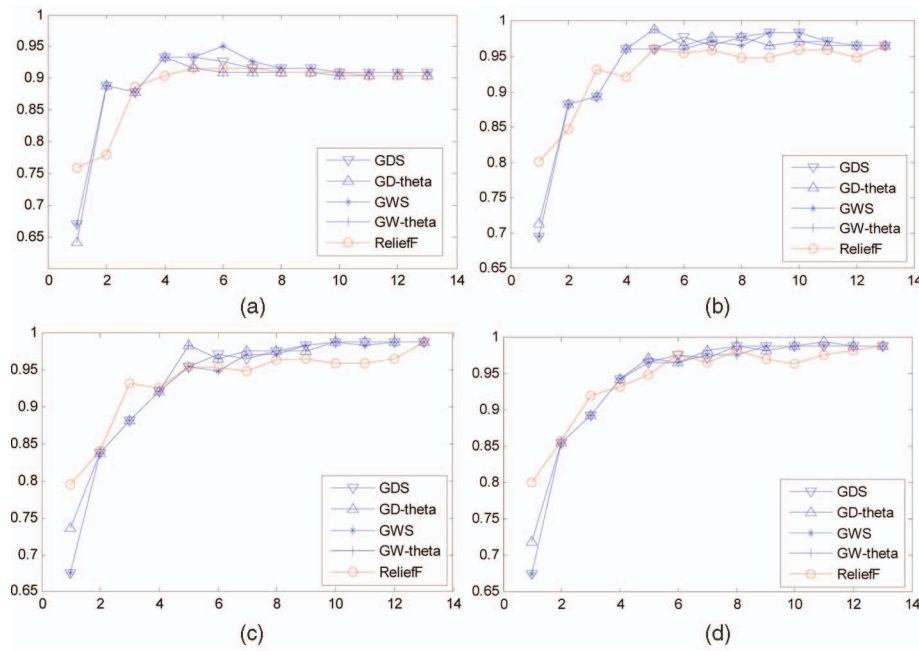 0.95
0.9
0.85
0.8
0.75
0.7
0.65
0 2 4 6 8 10 12 14
GDS
GD-theta
GWS
GW-theta
ReliefF
(a)
1
0.95
0.9
0.85
0.8
0.75
0.7
0.65
0 2 4 6 8 10 12 14
GDS
GD-theta
GWS
GW-theta
ReliefF
(b)
1
0.95
0.9
0.85
0.8
0.75
0.7
0.65
0 2 4 6 8 10 12 14
GDS
GD-theta
GWS
GW-theta
ReliefF
(c)
1
0.95
0.9
0.85
0.8
0.75
0.7
0.65
0 2 4 6 8 10 12 14
GDS
GD-theta
GWS
GW-theta
ReliefF
(d)